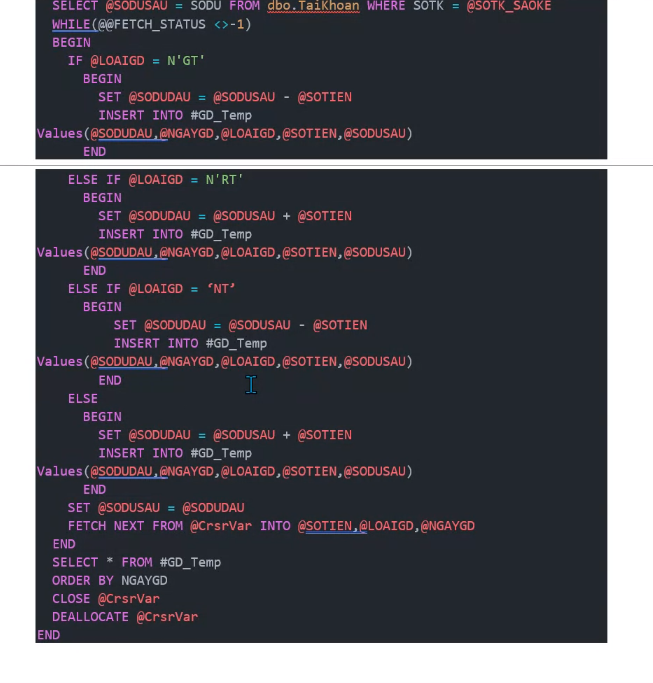 SELECT @SODUSAU = SODU FROM dbo.TaiKhoan WHERE SOTK = @SOTK_SAOKE
WHILE(@@FETCH_STATUS <>-1)
BEGIN
IF @LOAIGD = N'GT'
BEGIN
SET @SODUDAU = @SODUSAU - @SOTIEN
INSERT INTO #GD_Temp
Values(@SODUDAU,@NGAYGD,@LOAIGD,@SOTIEN,@SODUSAU)
END
ELSE IF @LOAIGD = N'RT'
BEGIN
SET @SODUDAU = @SODUSAU + @SOTIEN
INSERT INTO #GD_Temp
Values(@SODUDAU,@NGAYGD,@LOAIGD,@SOTIEN,@SODUSAU)
END
ELSE IF @LOAIGD = ‘NT’
BEGIN
SET @SODUDAU = @SODUSAU - @SOTIEN
INSERT INTO #GD_Temp
Values(@SODUDAU,@NGAYGD,@LOAIGD,@SOTIEN,@SODUSAU)
END
ELSE
BEGIN
SET @SODUDAU = @SODUSAU + @SOTIEN
INSERT INTO #GD_Temp
Values(@SODUDAU,@NGAYGD,@LOAIGD,@SOTIEN,@SODUSAU)
END
SET @SODUSAU = @SODUDAU
FETCH NEXT FROM @CrsrVar INTO @SOTIEN,@LOAIGD,@NGAYGD
END
SELECT * FROM #GD_Temp
ORDER BY NGAYGD
CLOSE @CrsrVar
DEALLOCATE @CrsrVar
END